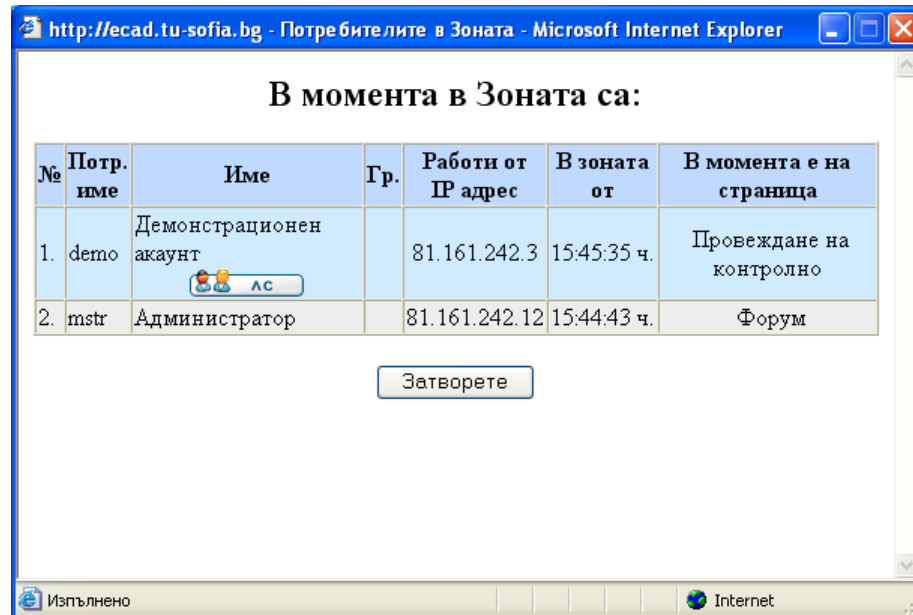 http://ecad.tu-sofia.bg - Потребителите в Зоната - Microsoft Internet Explorer
В момента в Зоната са:
№ Потр. име Име Гр. Работи от IP адрес В зоната от В момента е на страница
1. demo Демонстрационен акаунт ЛС 81.161.242.3 15:45:35 ч. Провеждане на контролно
2. mstr Администратор 81.161.242.12 15:44:43 ч. Форум
Затворете
Изпълнено Internet